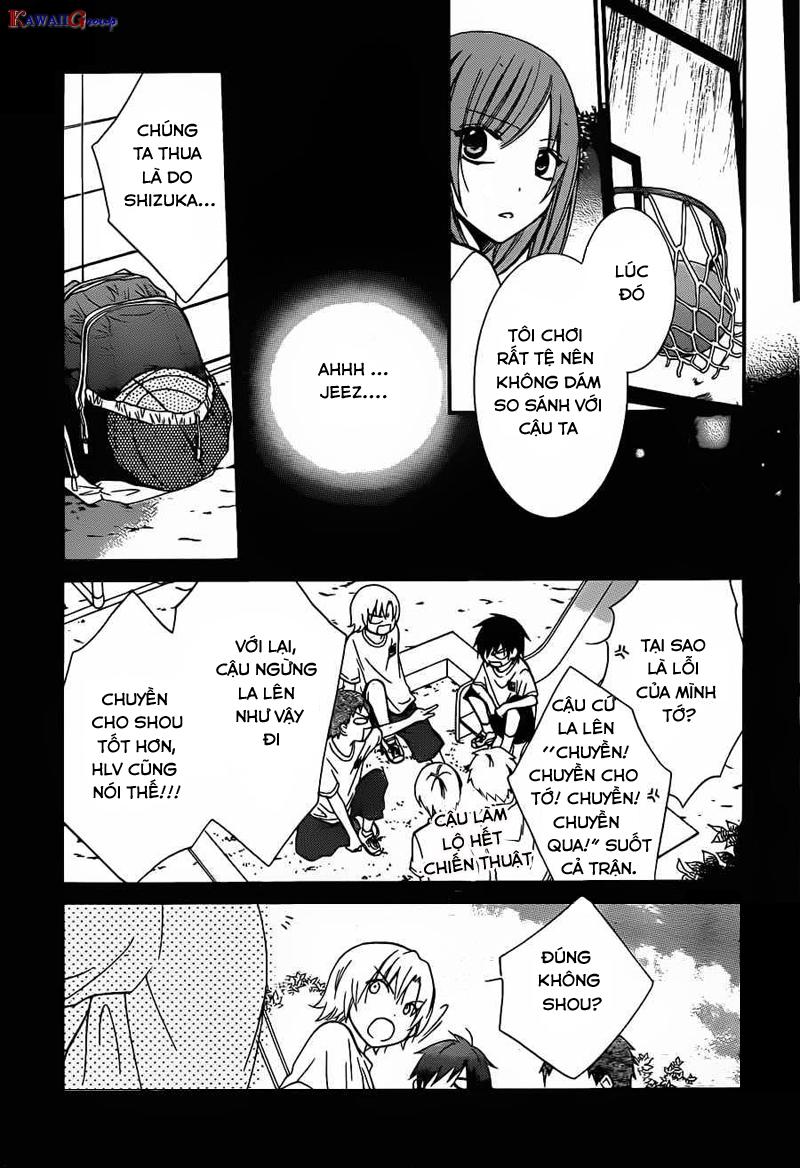 KAWAIIGroup
LÚC
ĐÓ
TÔI CHƠI
RẤT TỆ NÊN
KHÔNG DÁM
SO SÁNH VỚI
CẬU TA
AHHH ...
JEEZ....
CHÚNG
TA THUA
LÀ DO
SHIZUKA...
TẠI SAO
LÀ LỖI
CỦA MÌNH
TỚ?
CẬU CỨ
LA LÊN
"CHUYỀN!
CHUYỀN CHO
TỚ! CHUYỀN!
CHUYỀN
QUA!" SUỐT
CẢ TRẬN.
CẬU LÀM
LỘ HẾT
CHIẾN THUẬT
VỚI LẠI,
CẬU NGỪNG
LA LÊN
NHƯ VẬY
ĐI
CHUYỀN
CHO SHOU
TỐT HƠN,
HLV CŨNG
NÓI THẾ!!!
ĐÚNG
KHÔNG
SHOU?